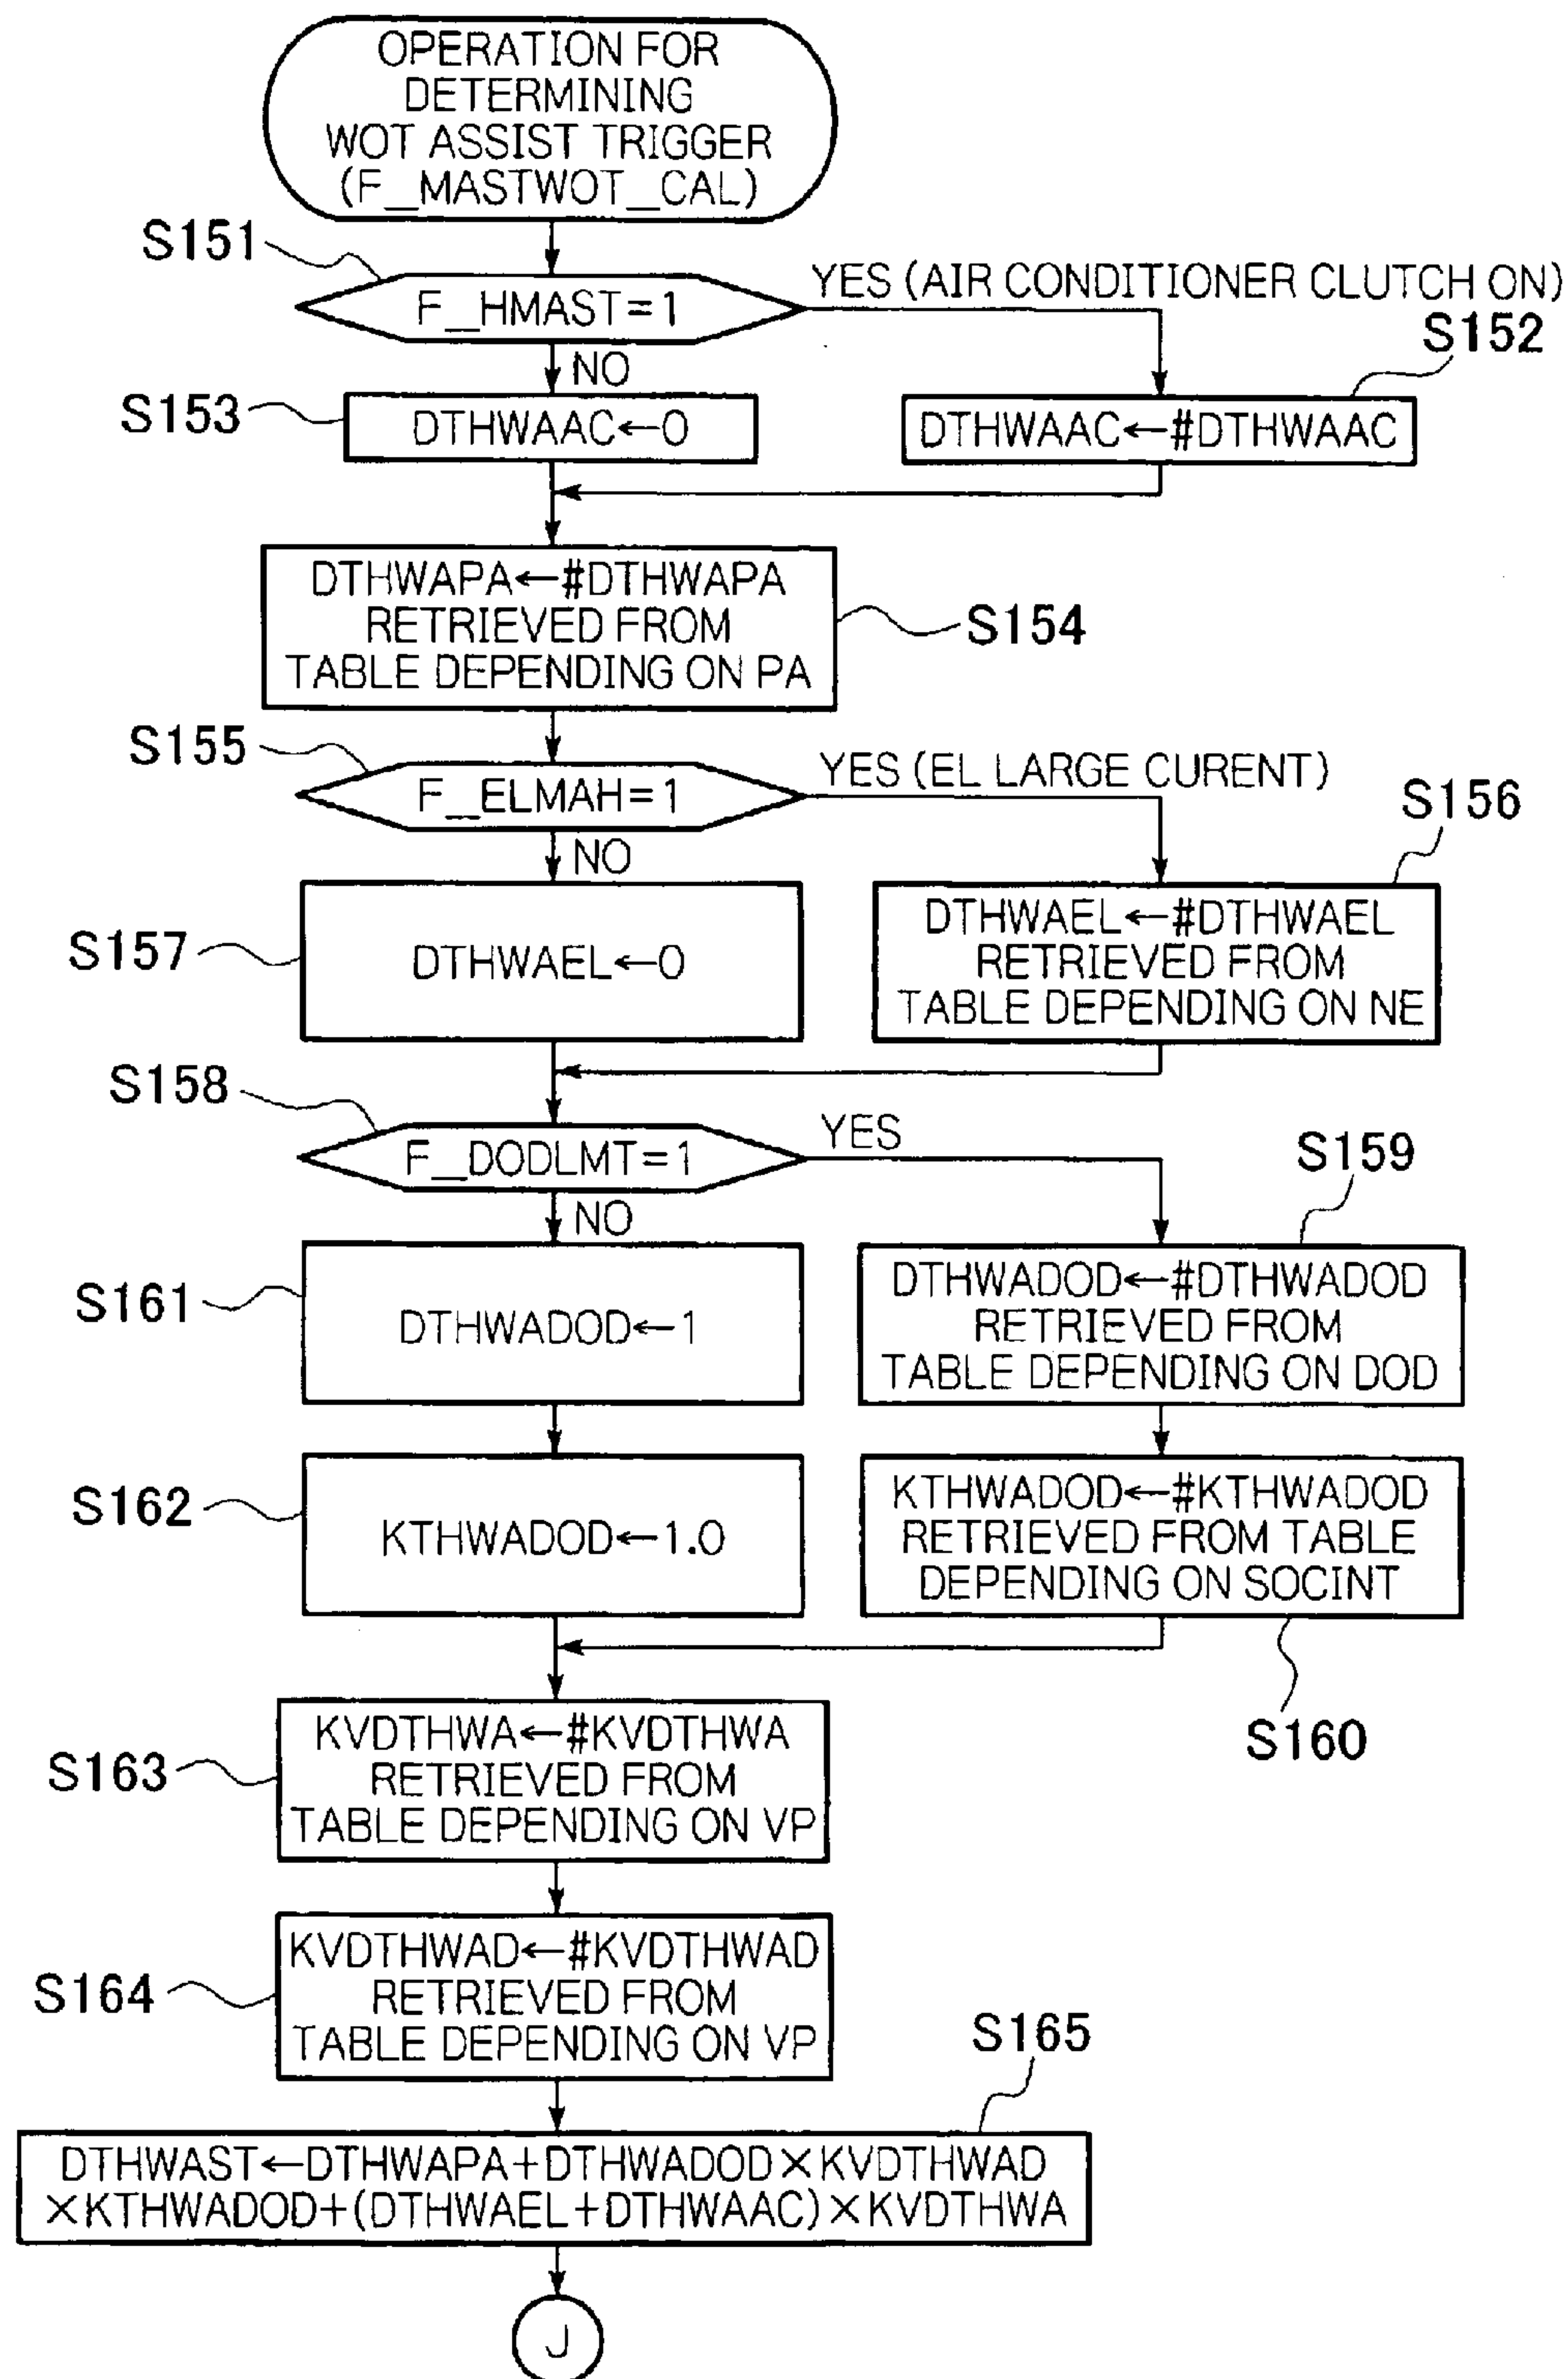 OPERATION FOR
DETERMINING
WOT ASSIST TRIGGER
(F__MASTWOT__CAL)
S151
F__HMAST=1
YES (AIR CONDITIONER CLUTCH ON)
S152
NO
S153
DTHWAAC←0
DTHWAAC←#DTHWAAC
DTHWAPA←#DTHWAPA
RETRIEVED FROM
TABLE DEPENDING ON PA
S154
S155
F__ELMAH=1
YES (EL LARGE CURENT)
S156
NO
S157
DTHWAEL←0
DTHWAEL←#DTHWAEL
RETRIEVED FROM
TABLE DEPENDING ON NE
S158
F__DODLMT=1
YES
S159
NO
S161
DTHWADOD←1
DTHWADOD←#DTHWADOD
RETRIEVED FROM
TABLE DEPENDING ON DOD
S162
KTHWADOD←1.0
KTHWADOD←#KTHWADOD
RETRIEVED FROM TABLE
DEPENDING ON SOCINT
S160
S163
KVDTHWA←#KVDTHWA
RETRIEVED FROM
TABLE DEPENDING ON VP
S164
KVDTHWAD←#KVDTHWAD
RETRIEVED FROM
TABLE DEPENDING ON VP
S165
DTHWAST←DTHWAPA+DTHWADOD×KVDTHWAD
×KTHWADOD+(DTHWAEL+DTHWAAC)×KVDTHWA
J